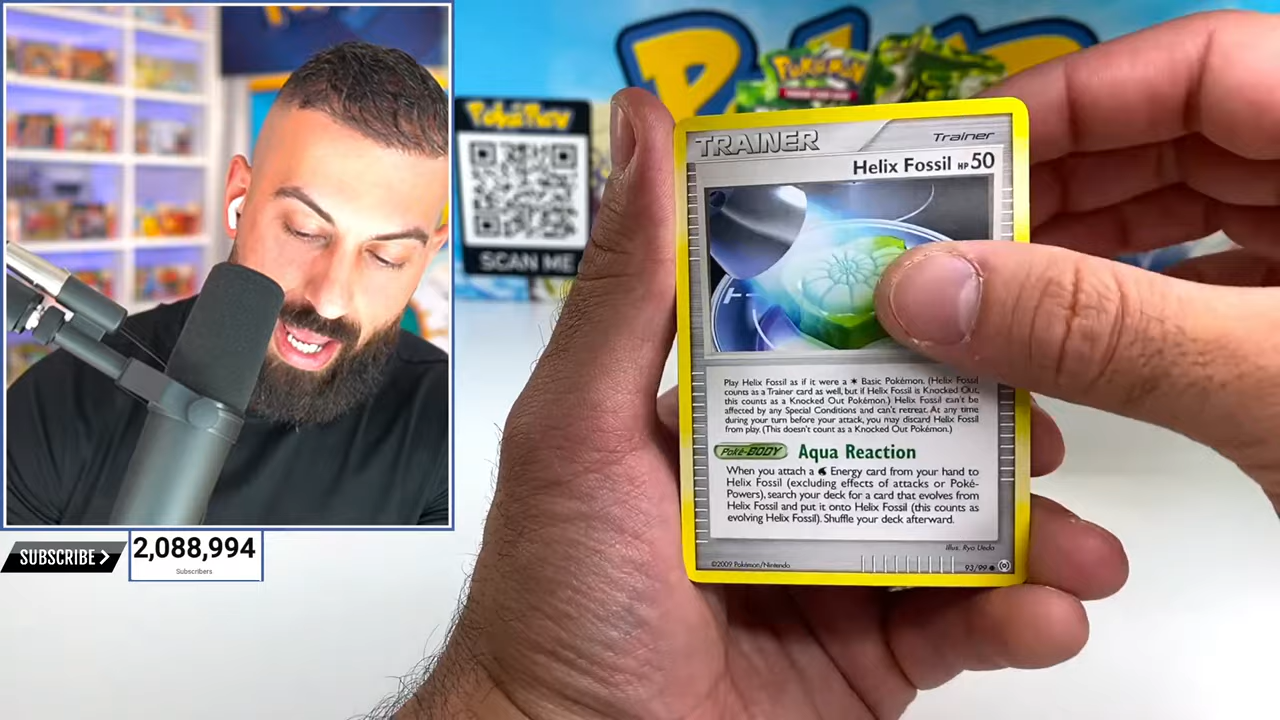 PokéRev
SCAN ME
POKÉMON
TRAINER
Trainer
Helix Fossil HP 50
Play Helix Fossil as if it were a Basic Pokémon. (Helix Fossil
counts as a Trainer card as well, but if Helix Fossil is Knocked Out,
this counts as a Knocked Out Pokémon.) Helix Fossil can't be
affected by any Special Conditions and can't retreat. At any time
during your turn before your attack, you may discard Helix Fossil
from play. (This doesn't count as a Knocked Out Pokémon.)
Poké-BODY Aqua Reaction
When you attach a Energy card from your hand to
Helix Fossil (excluding effects of attacks or Poké-
Powers), search your deck for a card that evolves from
Helix Fossil and put it onto Helix Fossil (this counts as
evolving Helix Fossil). Shuffle your deck afterward.
Illus. Ryo Ueda
©2009 Pokémon/Nintendo
93/99
SUBSCRIBE
2,088,994
Subscribers